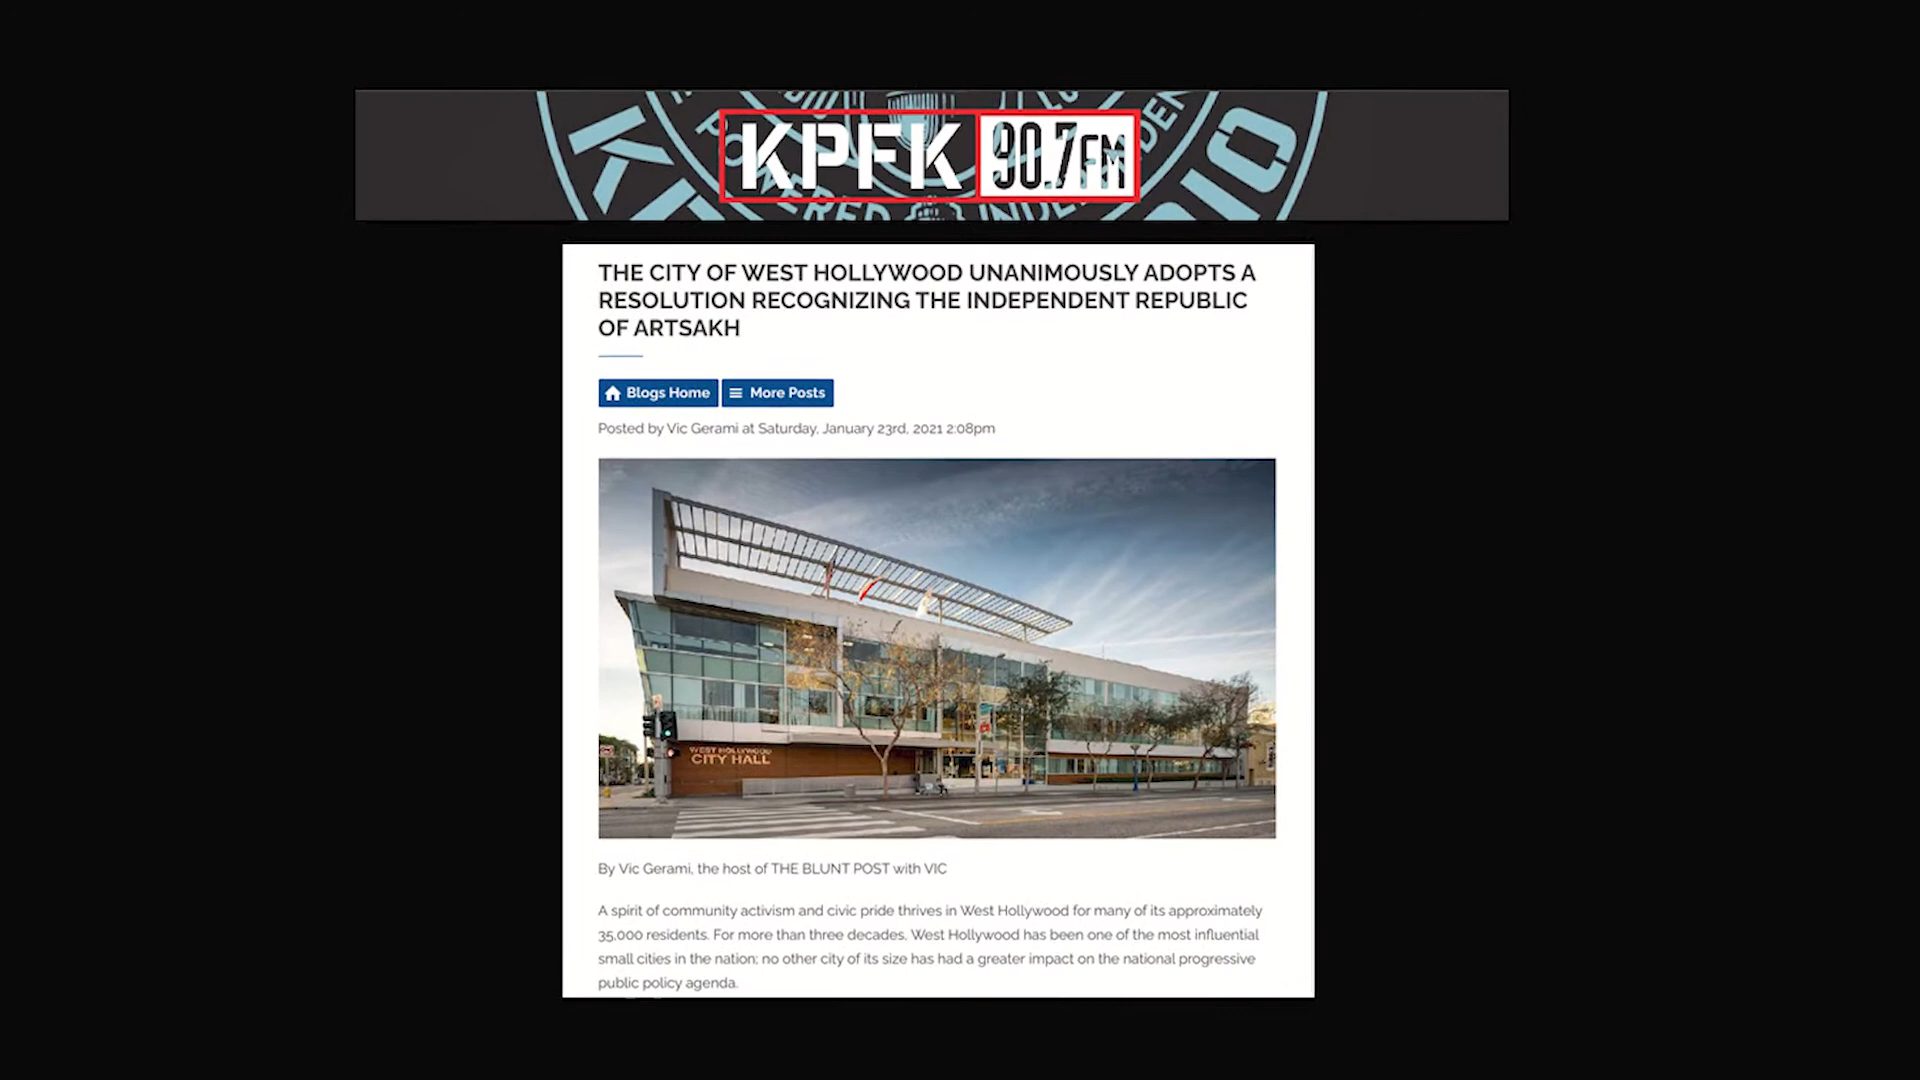 KPFK 90.7FM
POWERED
THE CITY OF WEST HOLLYWOOD UNANIMOUSLY ADOPTS A
RESOLUTION RECOGNIZING THE INDEPENDENT REPUBLIC
OF ARTSAKH
Blogs Home
More Posts
Posted by Vic Gerami at Saturday, January 23rd, 2021 2:08pm
WEST HOLLYWOOD
CITY HALL
By Vic Gerami, the host of THE BLUNT POST with VIC
A spirit of community activism and civic pride thrives in West Hollywood for many of its approximately
35,000 residents. For more than three decades, West Hollywood has been one of the most influential
small cities in the nation; no other city of its size has had a greater impact on the national progressive
public policy agenda.